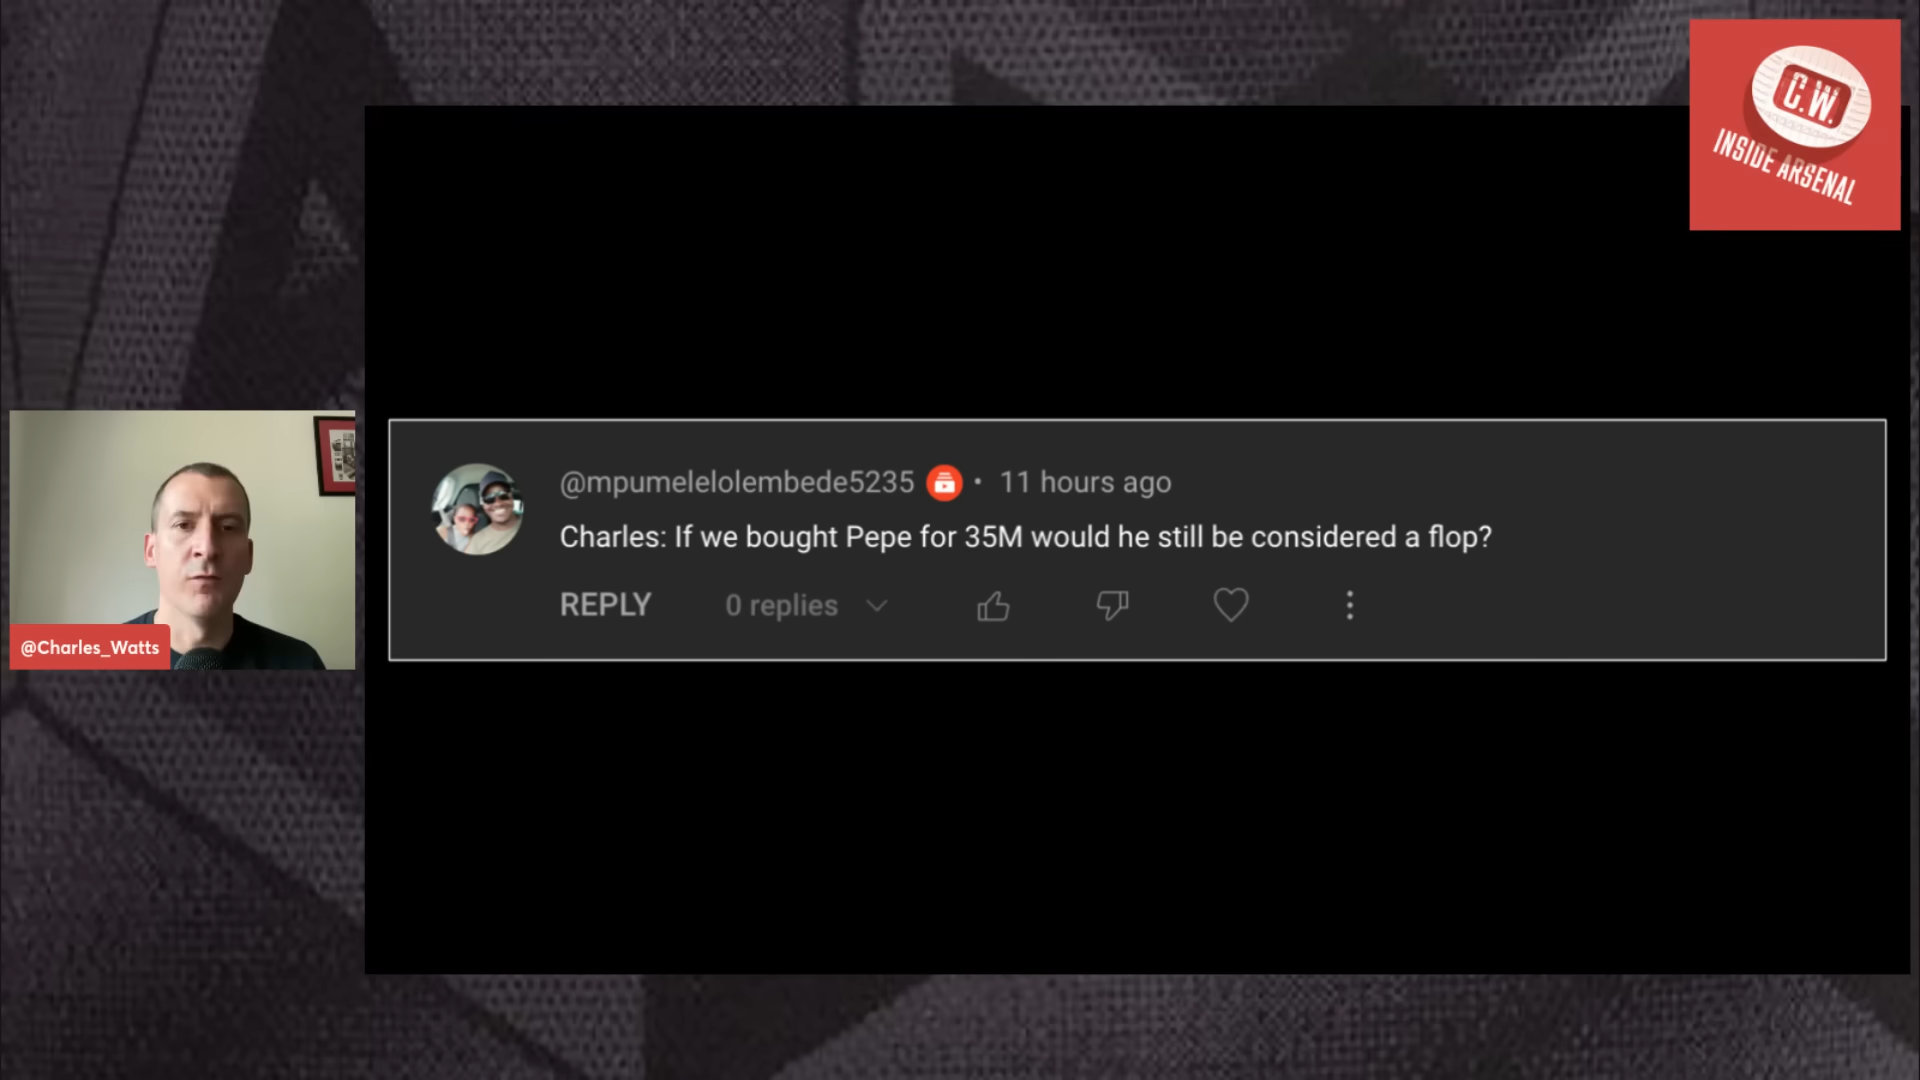 C.W.
INSIDE ARSENAL
@mpumelelolembede5235 • 11 hours ago
Charles: If we bought Pepe for 35M would he still be considered a flop?
REPLY 0 replies
@Charles_Watts